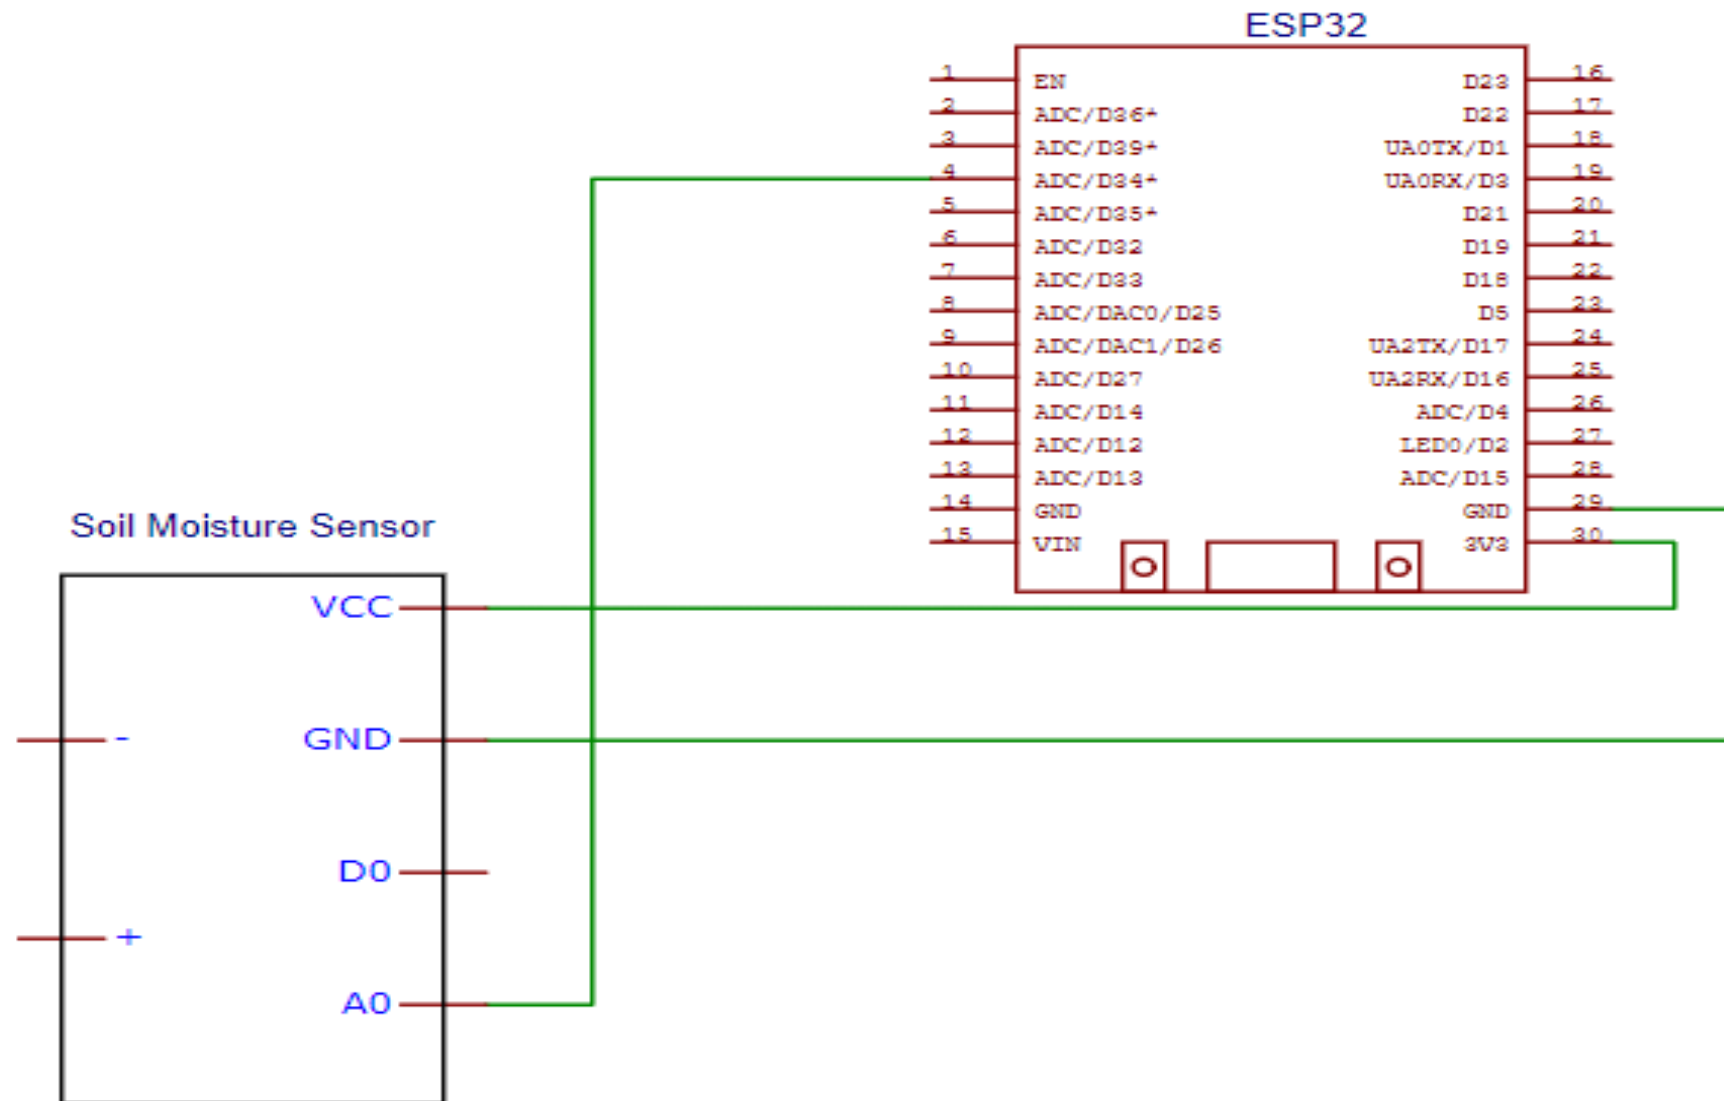 ESP32
1 EN D23 16
2 ADC/D36* D22 17
3 ADC/D39* UA0TX/D1 18
4 ADC/D34* UA0RX/D3 19
5 ADC/D35* D21 20
6 ADC/D32 D19 21
7 ADC/D33 D18 22
8 ADC/DAC0/D25 D5 23
9 ADC/DAC1/D26 UA2TX/D17 24
10 ADC/D27 UA2RX/D16 25
11 ADC/D14 ADC/D4 26
12 ADC/D12 LED0/D2 27
13 ADC/D13 ADC/D15 28
14 GND GND 29
15 VIN 3V3 30
Soil Moisture Sensor
VCC
- GND
D0
+
A0